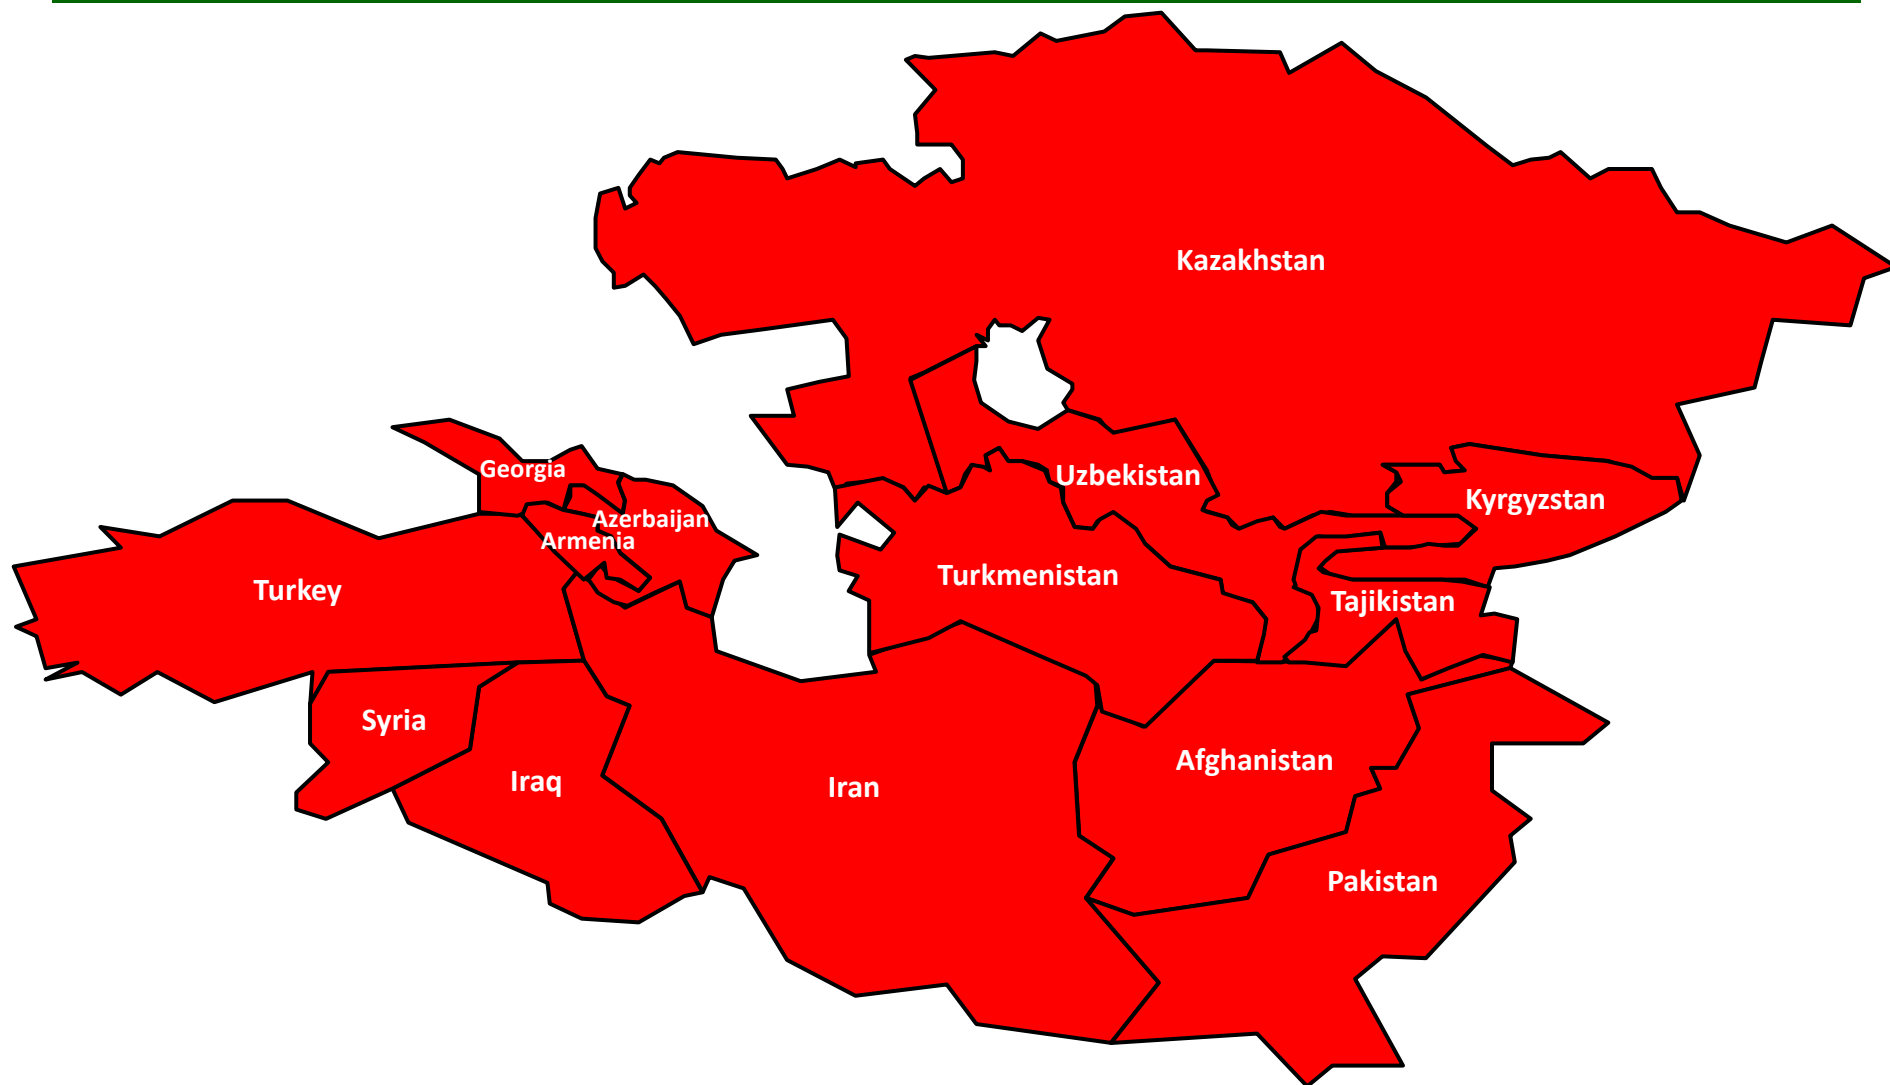 Kazakhstan
Georgia
Uzbekistan
Kyrgyzstan
Azerbaijan
Armenia
Turkmenistan
Turkey
Tajikistan
Syria
Afghanistan
Iraq
Iran
Pakistan